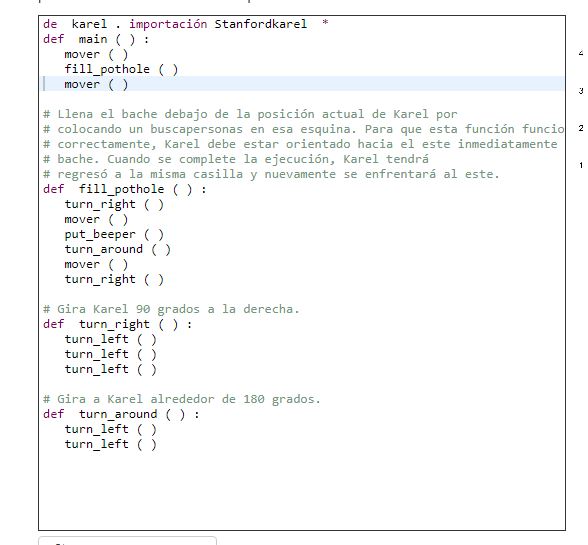 de karel . importación Stanfordkarel *
def main ( ) :
mover ( )
fill_pothole ( )
mover ( )
# Llena el bache debajo de la posición actual de Karel por
# colocando un buscapersonas en esa esquina. Para que esta función funcio
# correctamente, Karel debe estar orientado hacia el este inmediatamente
# bache. Cuando se complete la ejecución, Karel tendrá
# regresó a la misma casilla y nuevamente se enfrentará al este.
def fill_pothole ( ) :
turn_right ( )
mover ( )
put_beeper ( )
turn_around ( )
mover ( )
turn_right ( )
# Gira Karel 90 grados a la derecha.
def turn_right ( ) :
turn_left ( )
turn_left ( )
turn_left ( )
# Gira a Karel alrededor de 180 grados.
def turn_around ( ) :
turn_left ( )
turn_left ( )
4
3
2
1